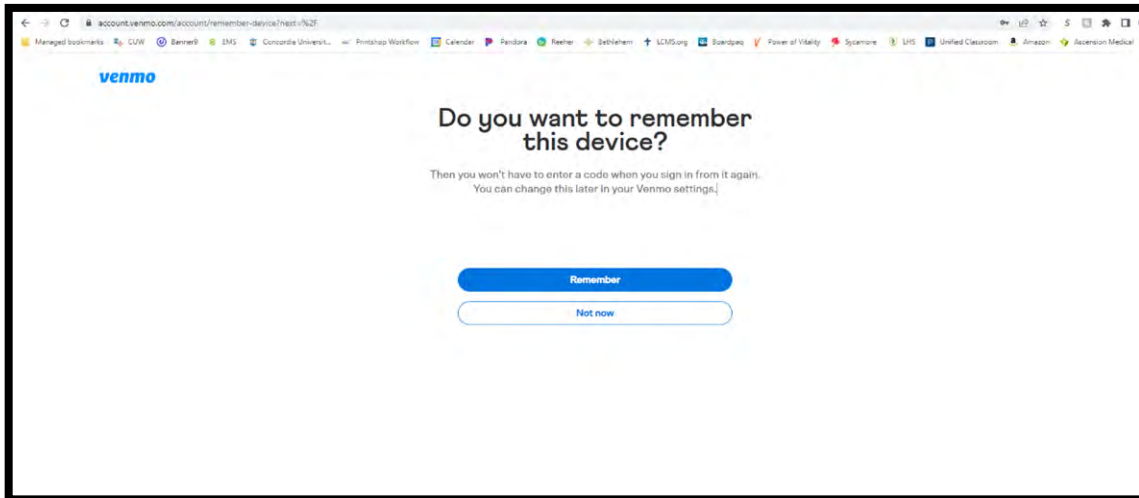 account.venmo.com/account/remember-device?next=%2F
Managed bookmarks CUW Banner9 EMS Concordia Universit... Printshop Workflow Calendar Pandora Reeher Bethlehem LCMS.org Boardpaq Power of Vitality Sycamore LHS Unified Classroom Amazon Ascension Medical
venmo
Do you want to remember
this device?
Then you won't have to enter a code when you sign in from it again.
You can change this later in your Venmo settings.
Remember
Not now